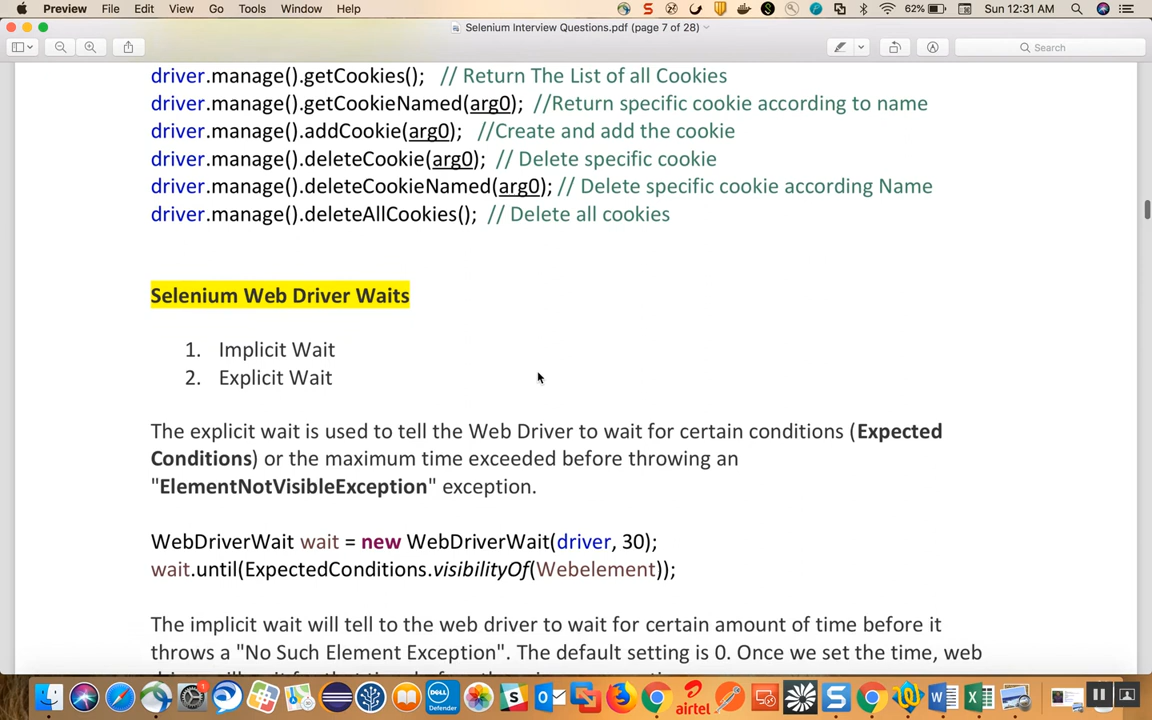 Preview File Edit View Go Tools Window Help 62% Sun 12:31 AM
Selenium Interview Questions.pdf (page 7 of 28)
Search
driver.manage().getCookies(); // Return The List of all Cookies
driver.manage().getCookieNamed(arg0); //Return specific cookie according to name
driver.manage().addCookie(arg0); //Create and add the cookie
driver.manage().deleteCookie(arg0); // Delete specific cookie
driver.manage().deleteCookieNamed(arg0); // Delete specific cookie according Name
driver.manage().deleteAllCookies(); // Delete all cookies
Selenium Web Driver Waits
1. Implicit Wait
2. Explicit Wait
The explicit wait is used to tell the Web Driver to wait for certain conditions (Expected
Conditions) or the maximum time exceeded before throwing an
"ElementNotVisibleException" exception.
WebDriverWait wait = new WebDriverWait(driver, 30);
wait.until(ExpectedConditions.visibilityOf(Webelement));
The implicit wait will tell to the web driver to wait for certain amount of time before it
throws a "No Such Element Exception". The default setting is 0. Once we set the time, web
DELL
Defender
airtel